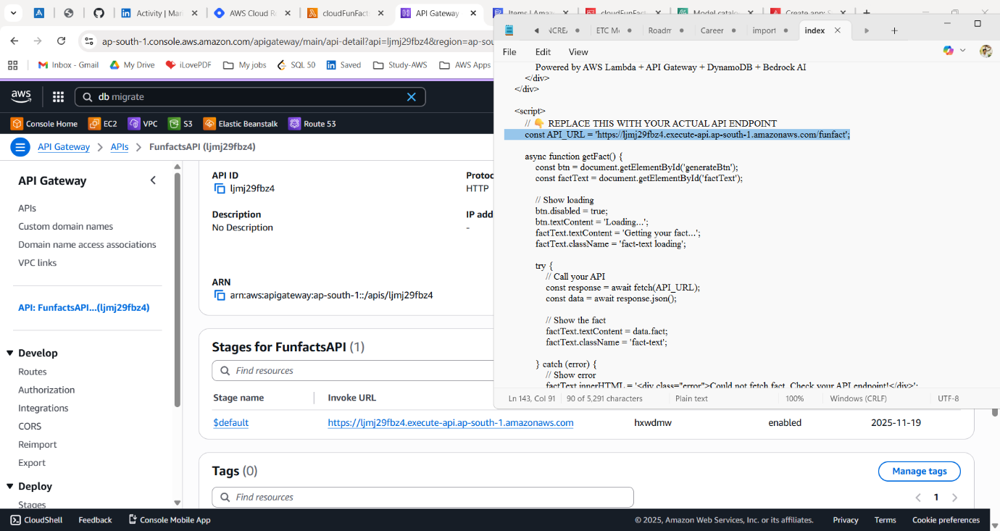 Activity | Man
AWS Cloud R
cloudFunFact
API Gateway
Items | Amaz
cloudFunFac
Model catalo
Create app: S
ap-south-1.console.aws.amazon.com/apigateway/main/api-detail?api=ljmj29fbz4&region=ap-sou
Inbox - Gmail
My Drive
iLovePDF
My jobs
SQL 50
Saved
Study-AWS
AWS Apps
aws
db migrate
Console Home
EC2
VPC
S3
Elastic Beanstalk
Route 53
API Gateway
APIs
FunfactsAPI (ljmj29fbz4)
API Gateway
APIs
Custom domain names
Domain name access associations
VPC links
API: FunfactsAPI...(ljmj29fbz4)
Develop
Routes
Authorization
Integrations
CORS
Reimport
Export
Deploy
Stages
API ID
ljmj29fbz4
Protoc
HTTP
Description
No Description
IP add
-
ARN
arn:aws:apigateway:ap-south-1::/apis/ljmj29fbz4
Stages for FunfactsAPI (1)
Find resources
Stage name
Invoke URL
$default
https://ljmj29fbz4.execute-api.ap-south-1.amazonaws.com
hxwdmw
enabled
2025-11-19
Tags (0)
Manage tags
Find resources
1
NCREA
ETC Me
Roadm
Career
import
index
File
Edit
View
Powered by AWS Lambda + API Gateway + DynamoDB + Bedrock AI
</div>
</div>
<script>
// 👇 REPLACE THIS WITH YOUR ACTUAL API ENDPOINT
const API_URL = 'https://ljmj29fbz4.execute-api.ap-south-1.amazonaws.com/funfact';
async function getFact() {
const btn = document.getElementById('generateBtn');
const factText = document.getElementById('factText');
// Show loading
btn.disabled = true;
btn.textContent = 'Loading...';
factText.textContent = 'Getting your fact...';
factText.className = 'fact-text loading';
try {
// Call your API
const response = await fetch(API_URL);
const data = await response.json();
// Show the fact
factText.textContent = data.fact;
factText.className = 'fact-text';
} catch (error) {
// Show error
factText.innerHTML = '<div class="error">Could not fetch fact. Check your API endpoint!</div>';
Ln 143, Col 91
90 of 5,291 characters
Plain text
100%
Windows (CRLF)
UTF-8
CloudShell
Feedback
Console Mobile App
© 2025, Amazon Web Services, Inc. or its affiliates.
Privacy
Terms
Cookie preferences